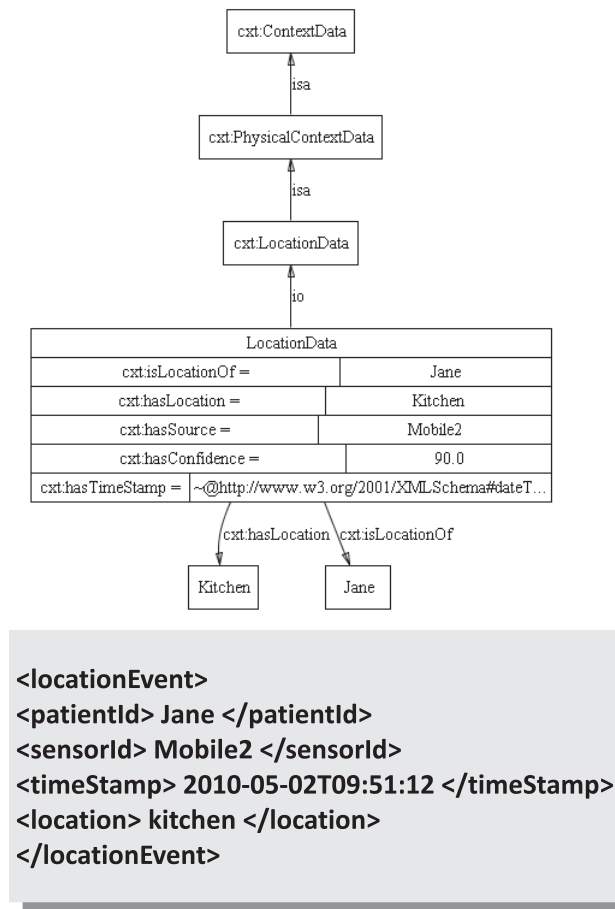 cxt:ContextData
isa
cxt:PhysicalContextData
isa
cxt:LocationData
io
LocationData
cxt:isLocationOf = Jane
cxt:hasLocation = Kitchen
cxt:hasSource = Mobile2
cxt:hasConfidence = 90.0
cxt:hasTimeStamp = ~@http://www.w3.org/2001/XMLSchema#dateT...
cxt:hasLocation cxt:isLocationOf
Kitchen Jane
<locationEvent>
<patientId> Jane </patientId>
<sensorId> Mobile2 </sensorId>
<timeStamp> 2010-05-02T09:51:12 </timeStamp>
<location> kitchen </location>
</locationEvent>